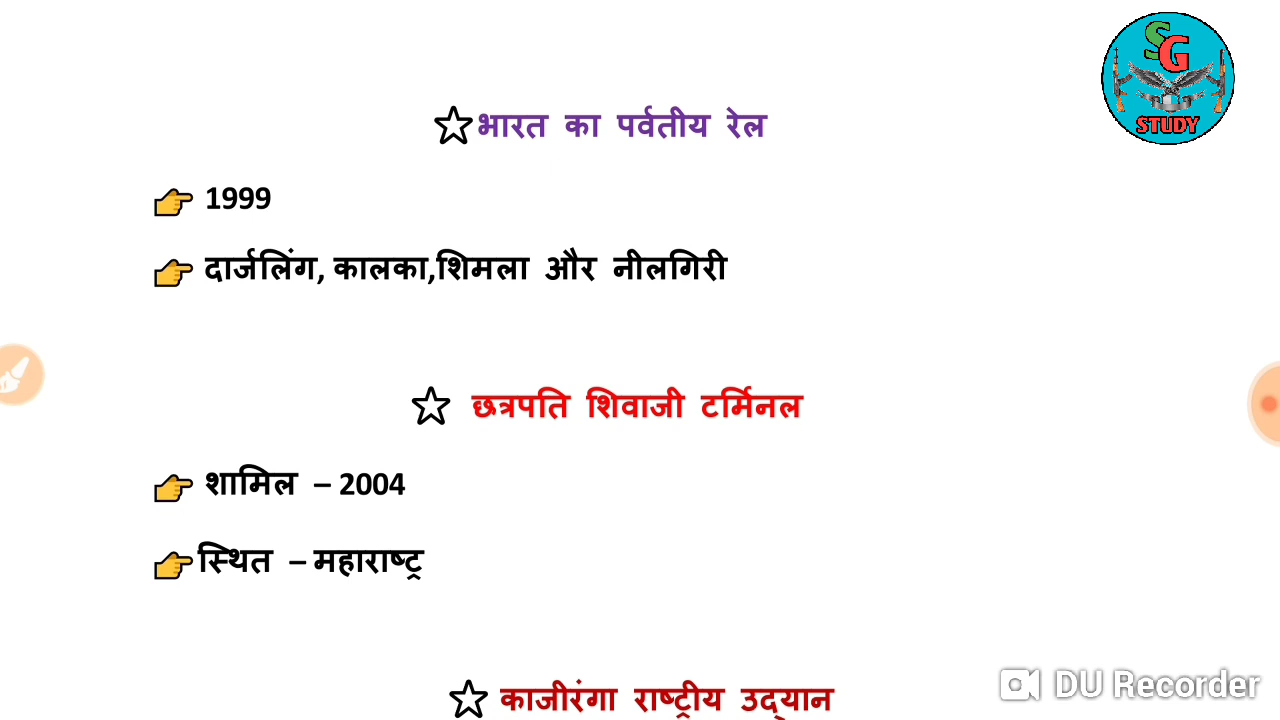 SG
STUDY
☆ भारत का पर्वतीय रेल
👉 1999
👉 दार्जलिंग, कालका,शिमला और नीलगिरी
☆ छत्रपति शिवाजी टर्मिनल
👉 शामिल – 2004
👉 स्थित – महाराष्ट्र
☆ काजीरंगा राष्ट्रीय उद्यान
DU Recorder